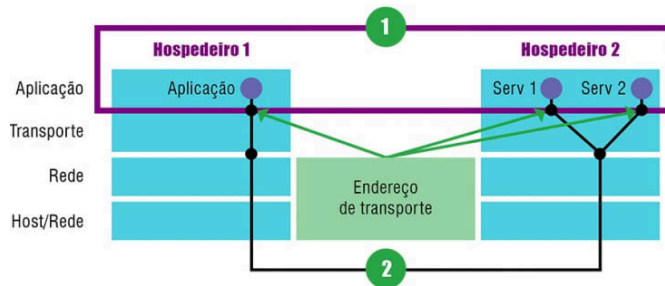 1
Hospedeiro 1
Hospedeiro 2
Aplicação
Aplicação
Serv 1
Serv 2
Transporte
Rede
Endereço
de transporte
Host/Rede
2